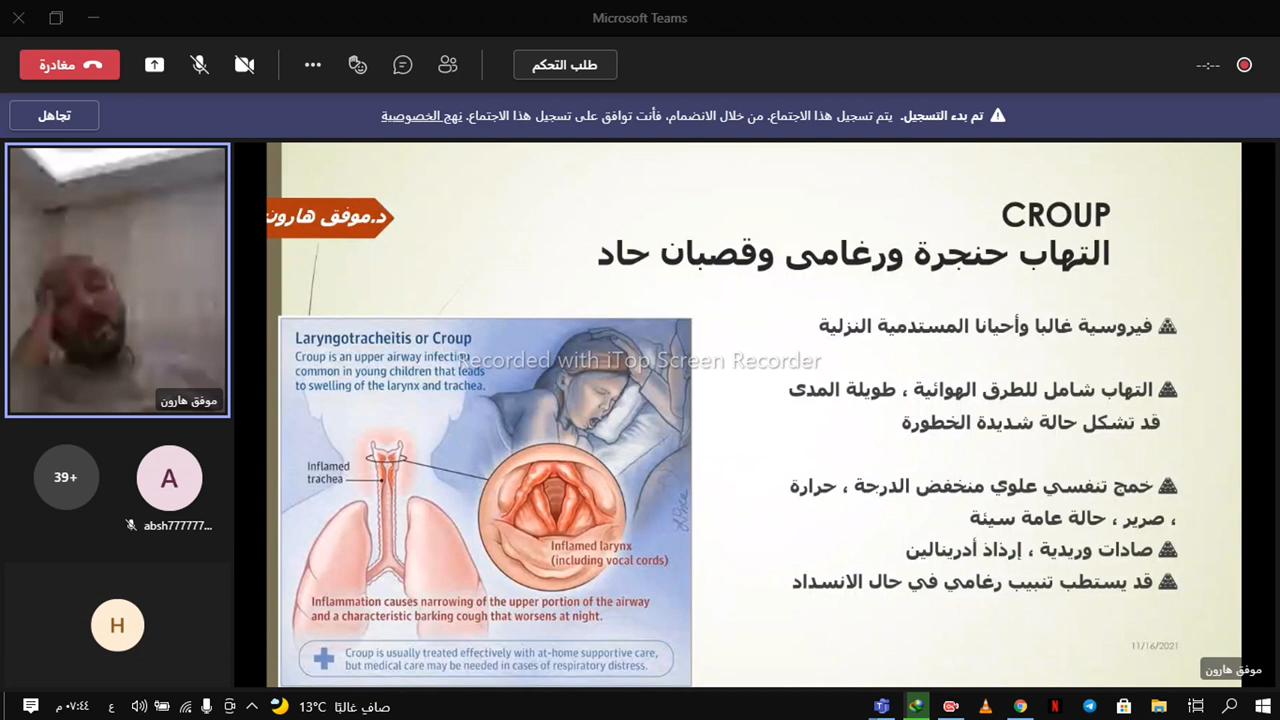 Microsoft Teams
مغادرة
طلب التحكم
--:--
تم بدء التسجيل. يتم تسجيل هذا الاجتماع. من خلال الانضمام، فأنت توافق على تسجيل هذا الاجتماع. نهج الخصوصية
تجاهل
موفق هارون
39+
A
absh777777...
H
د.موفق هارون
CROUP
التهاب حنجرة ورغامى وقصبان حاد
فيروسية غالبا وأحيانا المستدمية النزلية
التهاب شامل للطرق الهوائية ، طويلة المدى
قد تشكل حالة شديدة الخطورة
خمج تنفسي علوي منخفض الدرجة ، حرارة
، صرير ، حالة عامة سيئة
صادات وريدية ، إرذاذ أدرينالين
قد يستطب تنبيب رغامي في حال الانسداد
Laryngotracheitis or Croup
Croup is an upper airway infection
common in young children that leads
to swelling of the larynx and trachea.
Recorded with iTop Screen Recorder
Inflamed
trachea
Inflamed larynx
(including vocal cords)
Inflammation causes narrowing of the upper portion of the airway
and a characteristic barking cough that worsens at night.
Croup is usually treated effectively with at-home supportive care,
but medical care may be needed in cases of respiratory distress.
11/16/2021
موفق هارون
٠٧:٤٤ م
ع
13°C صافٍ غالبًا